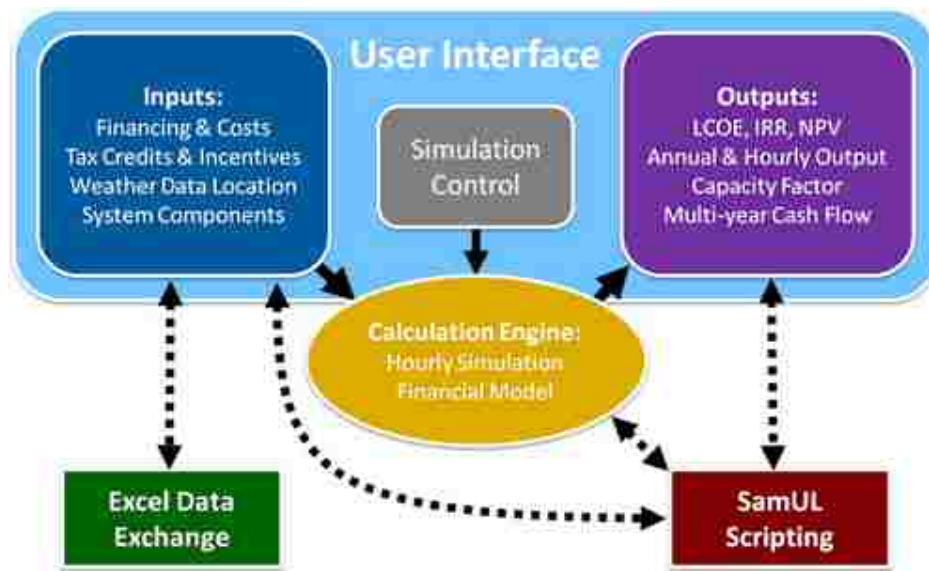 User Interface
Inputs:
Financing & Costs
Tax Credits & Incentives
Weather Data Location
System Components
Simulation
Control
Outputs:
LCOE, IRR, NPV
Annual & Hourly Output
Capacity Factor
Multi-year Cash Flow
Calculation Engine:
Hourly Simulation
Financial Model
Excel Data
Exchange
SamUL
Scripting